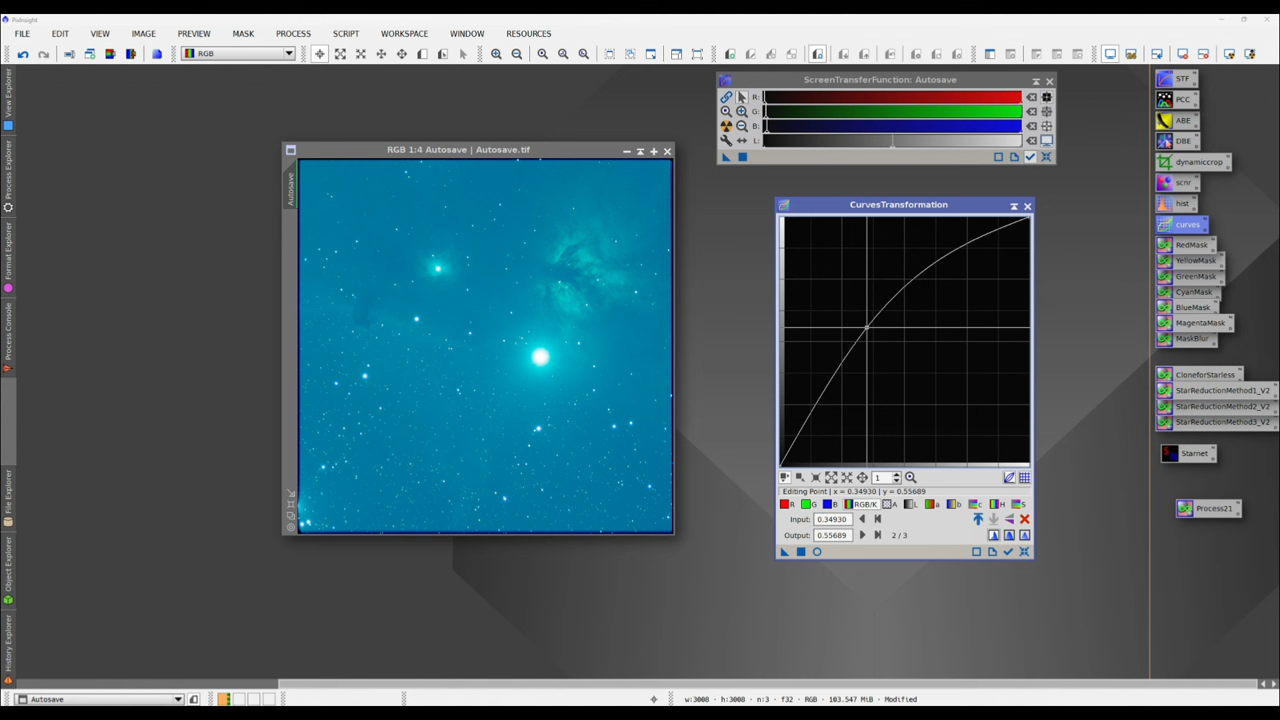 PixInsight
FILE EDIT VIEW IMAGE PREVIEW MASK PROCESS SCRIPT WORKSPACE WINDOW RESOURCES
RGB
View Explorer
Process Explorer
Format Explorer
Process Console
File Explorer
Object Explorer
History Explorer
RGB 1:4 Autosave | Autosave.tif
Autosave
ScreenTransferFunction: Autosave
R:
G:
B:
L:
CurvesTransformation
1
Editing Point | x = 0.34930 | y = 0.55689
R G B RGB/K A L a b c H S
Input: 0.34930
Output: 0.55689 2 / 3
STF
PCC
ABE
DBE
dynamiccrop
scnr
hist
curves
RedMask
YellowMask
GreenMask
CyanMask
BlueMask
MagentaMask
MaskBlur
CloneforStarless
StarReductionMethod1_V2
StarReductionMethod2_V2
StarReductionMethod3_V2
Starnet
Process21
Autosave
w:3008 · h:3008 · n:3 · f32 · RGB · 103.547 MiB · Modified